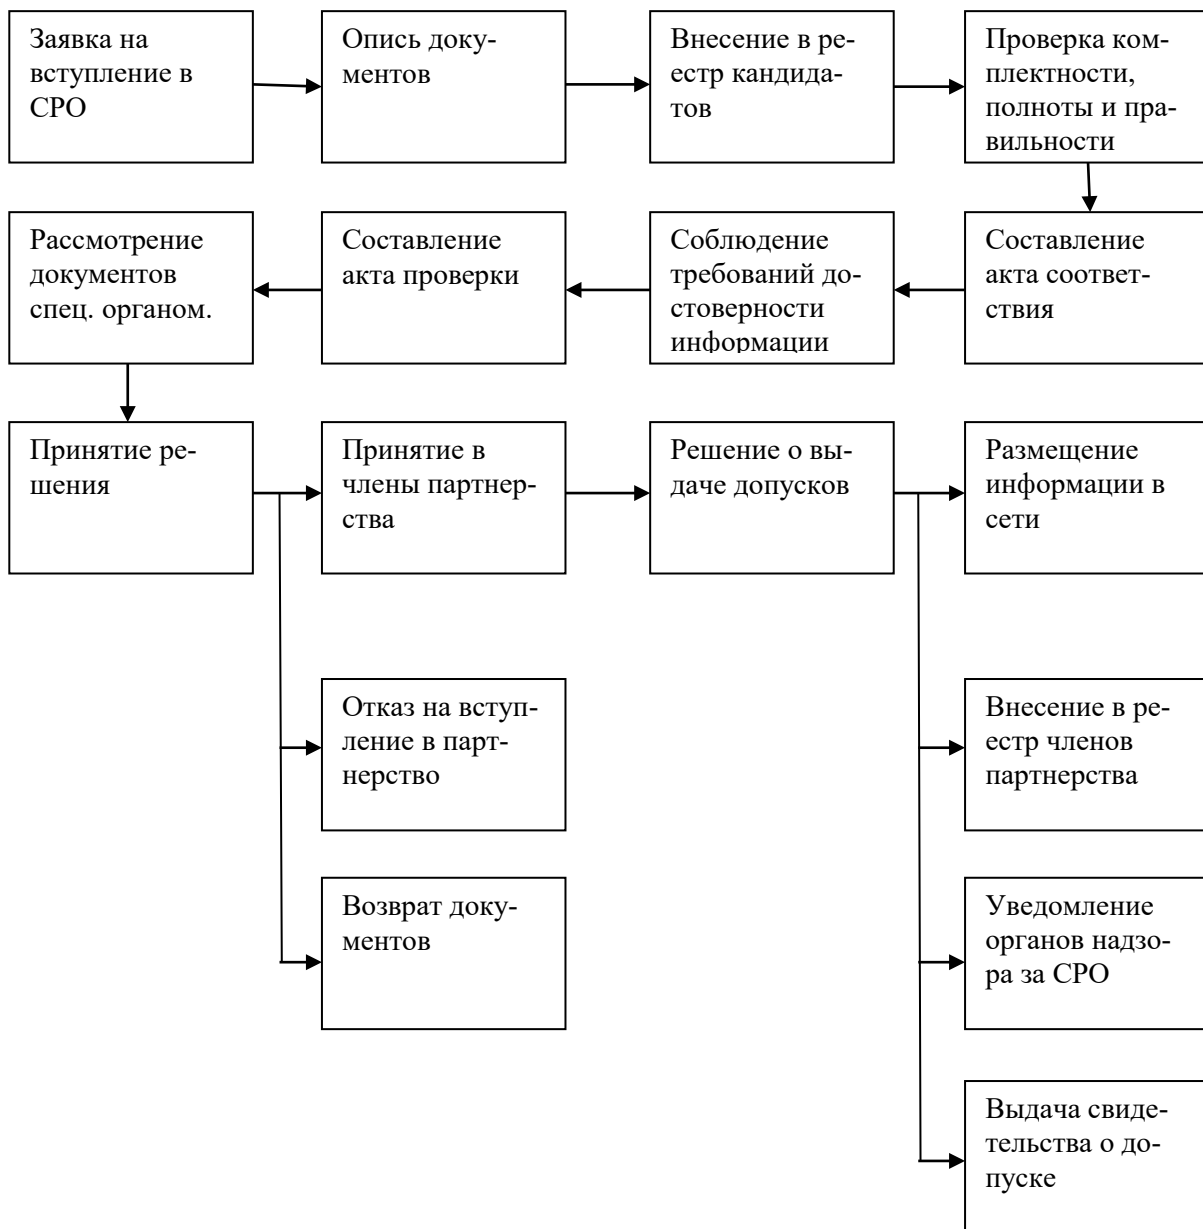 Заявка на
вступление в
СРО
Опись доку-
ментов
Внесение в ре-
естр кандида-
тов
Проверка ком-
плектности,
полноты и пра-
вильности
Рассмотрение
документов
спец. органом.
Составление
акта проверки
Соблюдение
требований до-
стоверности
информации
Составление
акта соответ-
ствия
Принятие ре-
шения
Принятие в
члены партнер-
ства
Решение о вы-
даче допусков
Размещение
информации в
сети
Отказ на вступ-
ление в парт-
нерство
Внесение в ре-
естр членов
партнерства
Возврат доку-
ментов
Уведомление
органов надзо-
ра за СРО
Выдача свиде-
тельства о до-
пуске